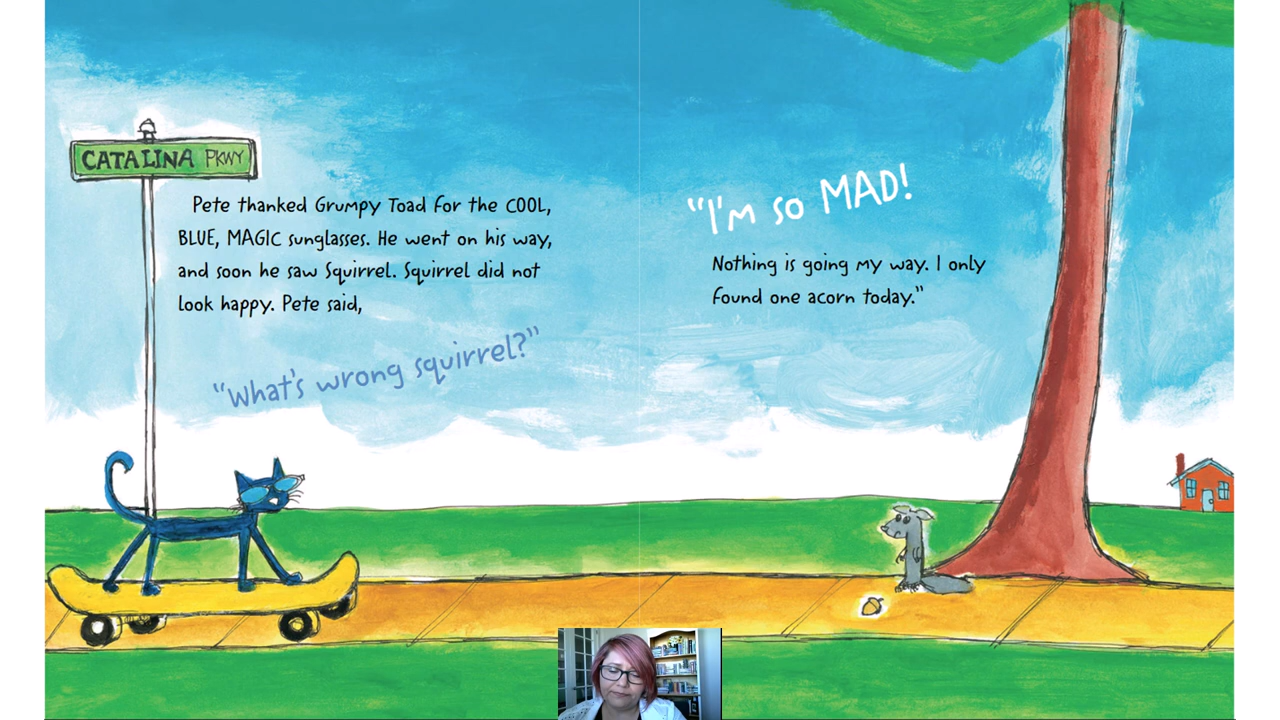 CATALINA PKWY
Pete thanked Grumpy Toad for the COOL,
BLUE, MAGIC sunglasses. He went on his way,
and soon he saw Squirrel. Squirrel did not
look happy. Pete said,
“What's wrong squirrel?”
“I'm so MAD!
Nothing is going my way. I only
found one acorn today.”